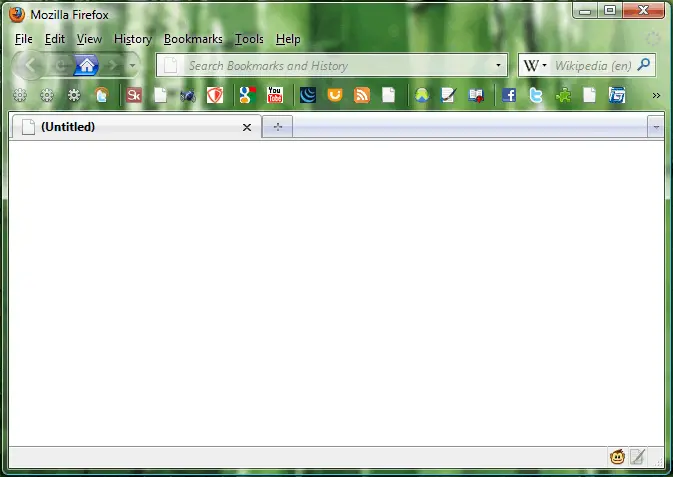 Mozilla Firefox
File Edit View History Bookmarks Tools Help
Search Bookmarks and History W Wikipedia (en)
Sk You Tube f t »
(Untitled)